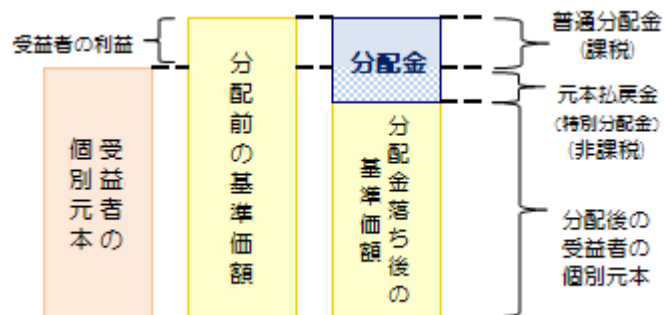 受益者の利益
受益者の
個別元本
分配前の基準価額
分配金
分配金落ち後の
基準価額
普通分配金
(課税)
元本払戻金
(特別分配金)
(非課税)
分配後の
受益者の
個別元本